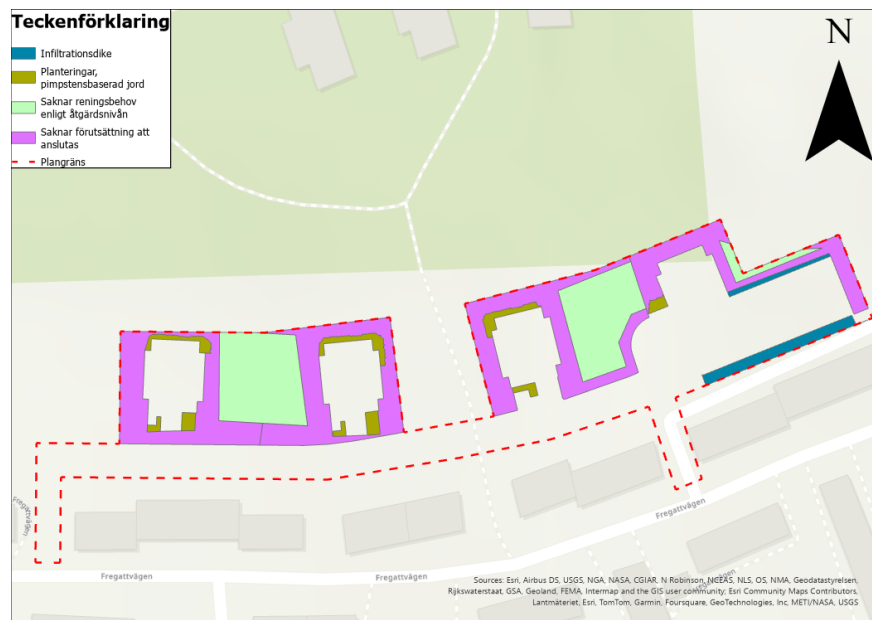 Teckenförklaring
Infiltrationsdike
Planteringar,
pimpstensbaserad jord
Saknar reningsbehov
enligt åtgärdsnivån
Saknar förutsättning att
anslutas
Plangräns
N
Fregattvägen
Fregattvägen
Fregattvägen
Fregattvägen
Fregattvägen
Sources: Esri, Airbus DS, USGS, NGA, NASA, CGIAR, N Robinson, NCEAS, NLS, OS, NMA, Geodatastyrelsen,
Rijkswaterstaat, GSA, Geoland, FEMA, Intermap and the GIS user community; Esri Community Maps Contributors,
Lantmäteriet, Esri, TomTom, Garmin, Foursquare, GeoTechnologies, Inc, METI/NASA, USGS